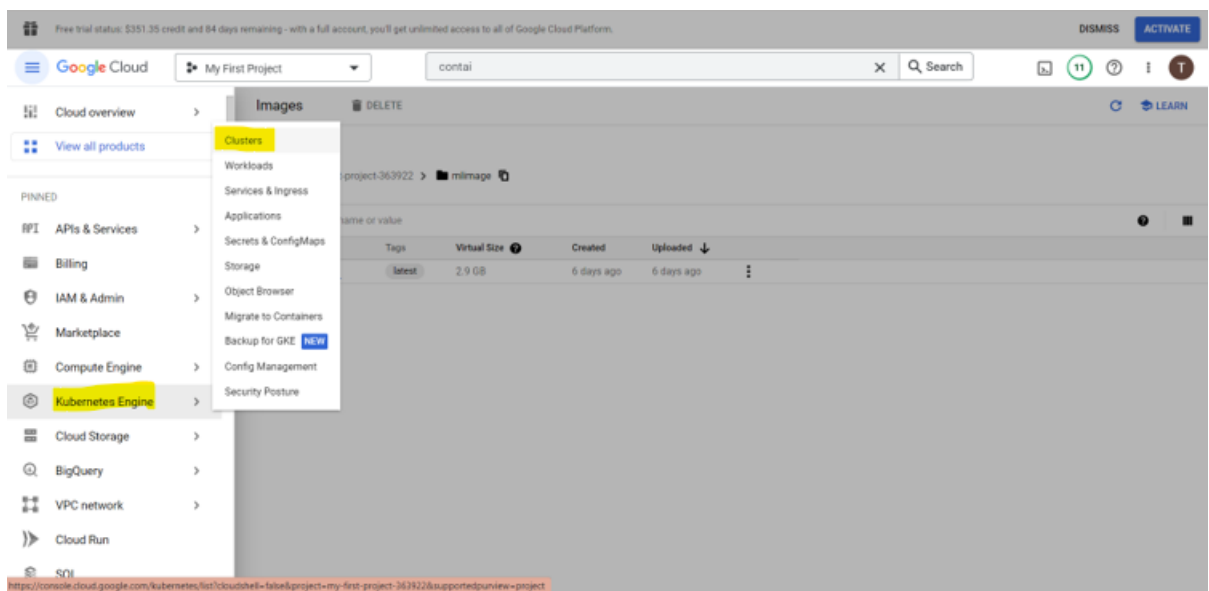 Free trial status: $351.35 credit and 84 days remaining - with a full account, you'll get unlimited access to all of Google Cloud Platform.
DISMISS
ACTIVATE
Google Cloud
My First Project
contai
Search
11
T
Cloud overview
Images
DELETE
LEARN
View all products
Clusters
Workloads
-project-363922
miimage
Services & Ingress
PINNED
Applications
name or value
API APIs & Services
Secrets & ConfigMaps
Tags
Virtual Size
Created
Uploaded
Billing
Storage
latest
2.9 GB
6 days ago
6 days ago
Object Browser
IAM & Admin
Migrate to Containers
Marketplace
Backup for GKE NEW
Compute Engine
Config Management
Security Posture
Kubernetes Engine
Cloud Storage
BigQuery
VPC network
Cloud Run
SQL
https://console.cloud.google.com/kubernetes/list?cloudshell=false&project=my-first-project-363922&supportedpurview=project